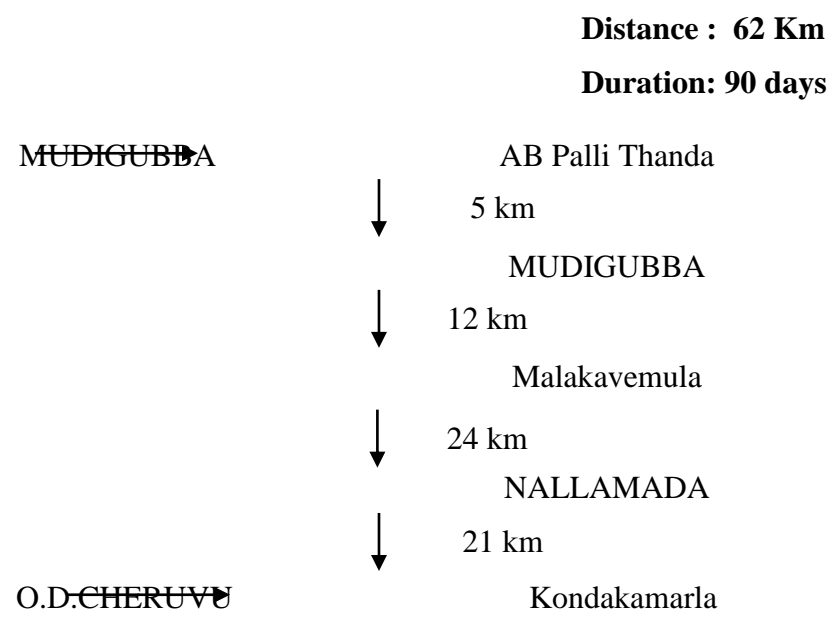 Distance : 62 Km
Duration: 90 days
MUDIGUBBA AB Palli Thanda
5 km
MUDIGUBBA
12 km
Malakavemula
24 km
NALLAMADA
21 km
O.D.CHERUVU Kondakamarla